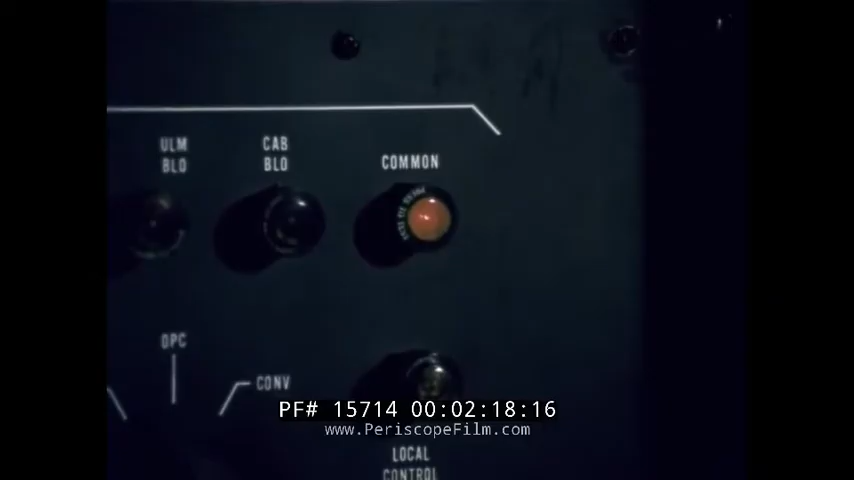 ULM
BLO
CAB
BLO
COMMON
OPC
CONV
PF# 15714 00:02:18:16
www.PeriscopeFilm.com
LOCAL
CONTROL